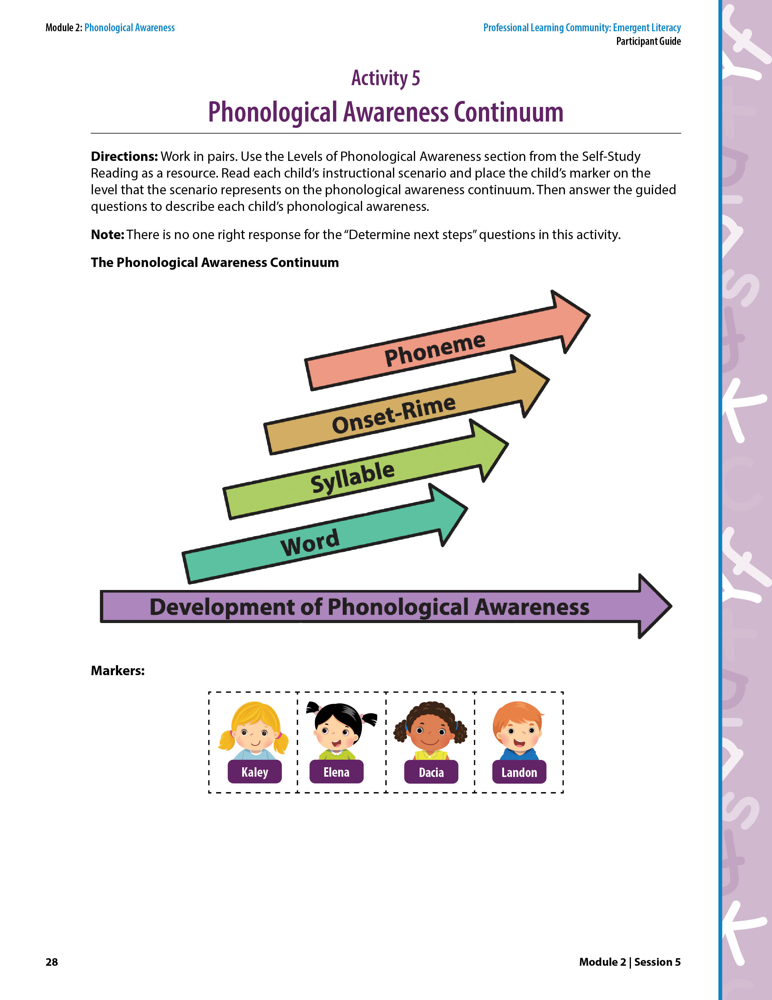 Module 2: Phonological Awareness
Professional Learning Community: Emergent Literacy
Participant Guide
Activity 5
Phonological Awareness Continuum
Directions: Work in pairs. Use the Levels of Phonological Awareness section from the Self-Study
Reading as a resource. Read each child’s instructional scenario and place the child’s marker on the
level that the scenario represents on the phonological awareness continuum. Then answer the guided
questions to describe each child’s phonological awareness.
Note: There is no one right response for the “Determine next steps” questions in this activity.
The Phonological Awareness Continuum
Phoneme
Onset-Rime
Syllable
Word
Development of Phonological Awareness
Markers:
Kaley
Elena
Dacia
Landon
28
Module 2 | Session 5